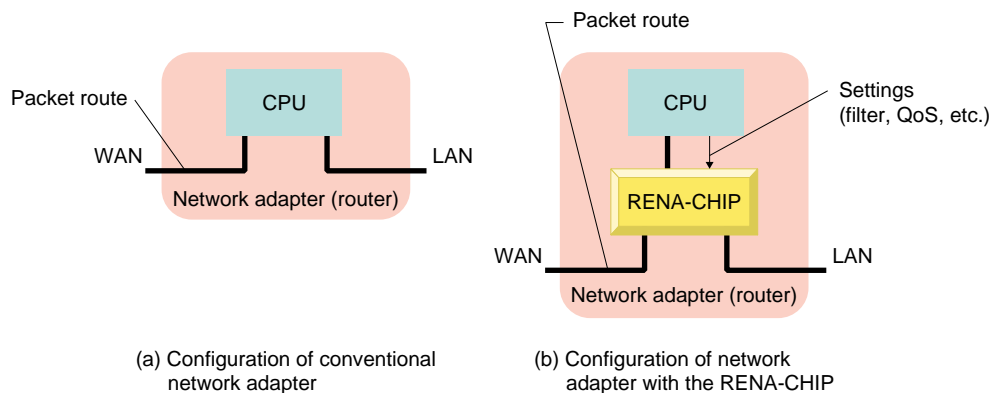 Packet route
CPU
WAN
LAN
Network adapter (router)
(a) Configuration of conventional
network adapter
Packet route
CPU
Settings
(filter, QoS, etc.)
RENA-CHIP
WAN
LAN
Network adapter (router)
(b) Configuration of network
adapter with the RENA-CHIP